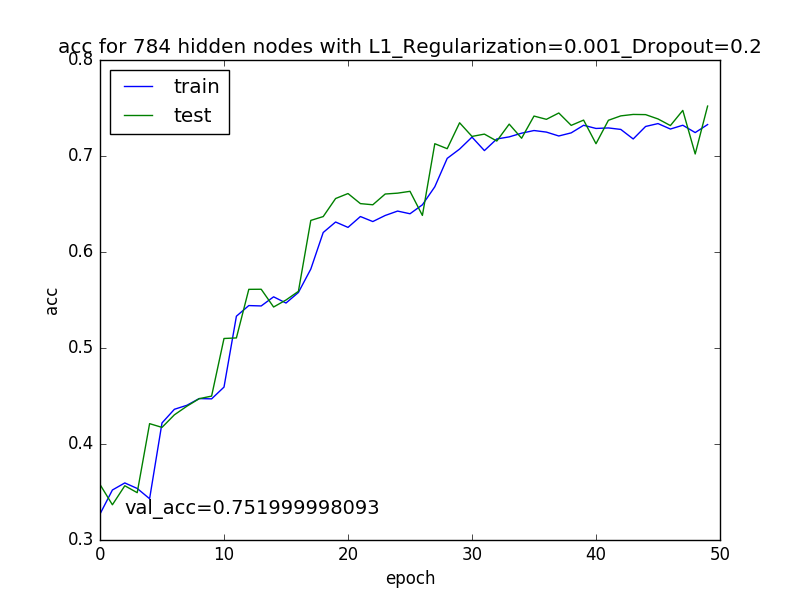 acc for 784 hidden nodes with L1_Regularization=0.001_Dropout=0.2
0.8
train
test
0.7
0.6
acc
0.5
0.4
val_acc=0.751999998093
0.3
0 10 20 30 40 50
epoch